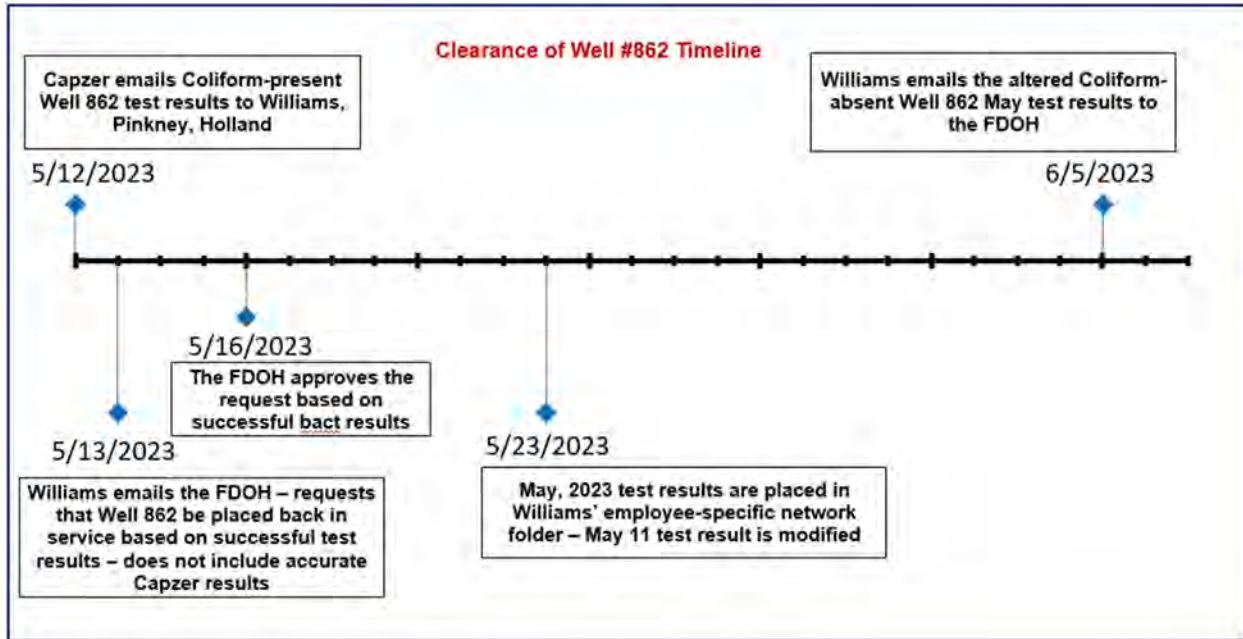 Clearance of Well #862 Timeline
Capzer emails Coliform-present
Well 862 test results to Williams,
Pinkney, Holland
5/12/2023
Williams emails the altered Coliform-
absent Well 862 May test results to
the FDOH
6/5/2023
5/16/2023
The FDOH approves the
request based on
successful bact results
5/13/2023
Williams emails the FDOH – requests
that Well 862 be placed back in
service based on successful test
results – does not include accurate
Capzer results
5/23/2023
May, 2023 test results are placed in
Williams' employee-specific network
folder – May 11 test result is modified